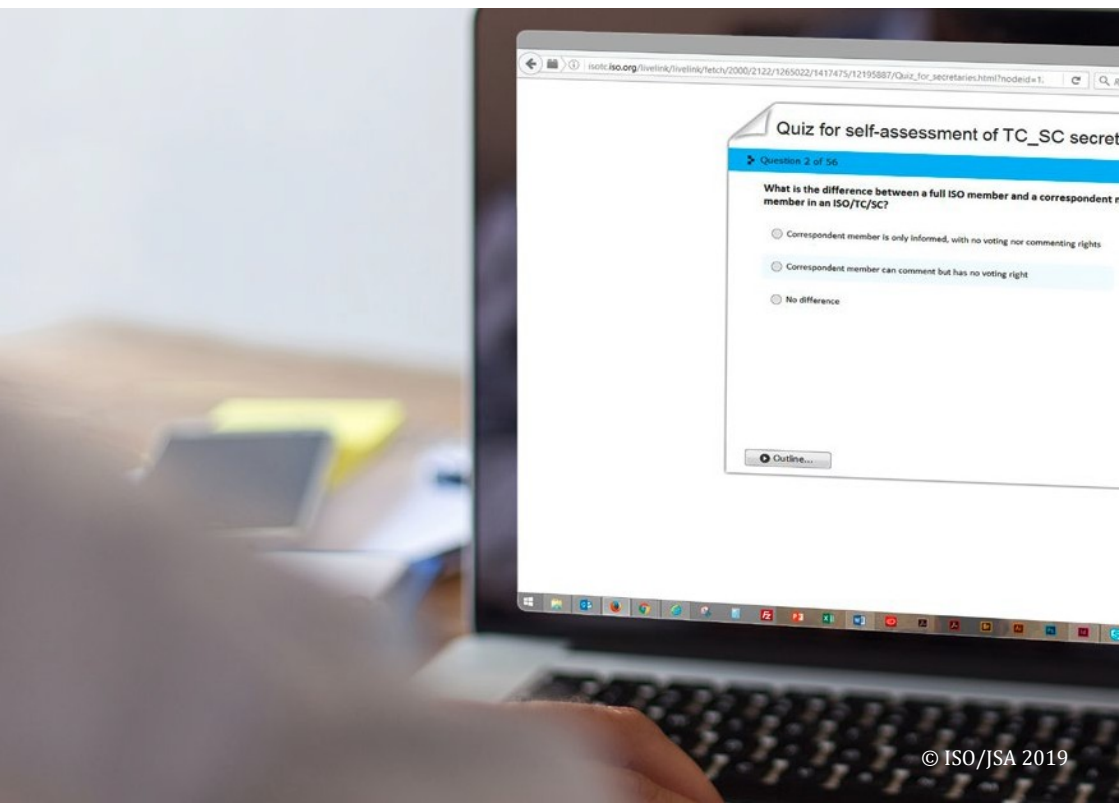 isotc.iso.org/livelink/livelink/fetch/2000/2122/1265022/1417475/12195887/Quiz_for_secretaries.html?nodeid=1.
Quiz for self-assessment of TC_SC secret
Question 2 of 56
What is the difference between a full ISO member and a correspondent m
member in an ISO/TC/SC?
Correspondent member is only informed, with no voting nor commenting rights
Correspondent member can comment but has no voting right
No difference
Outline...
© ISO/JSA 2019